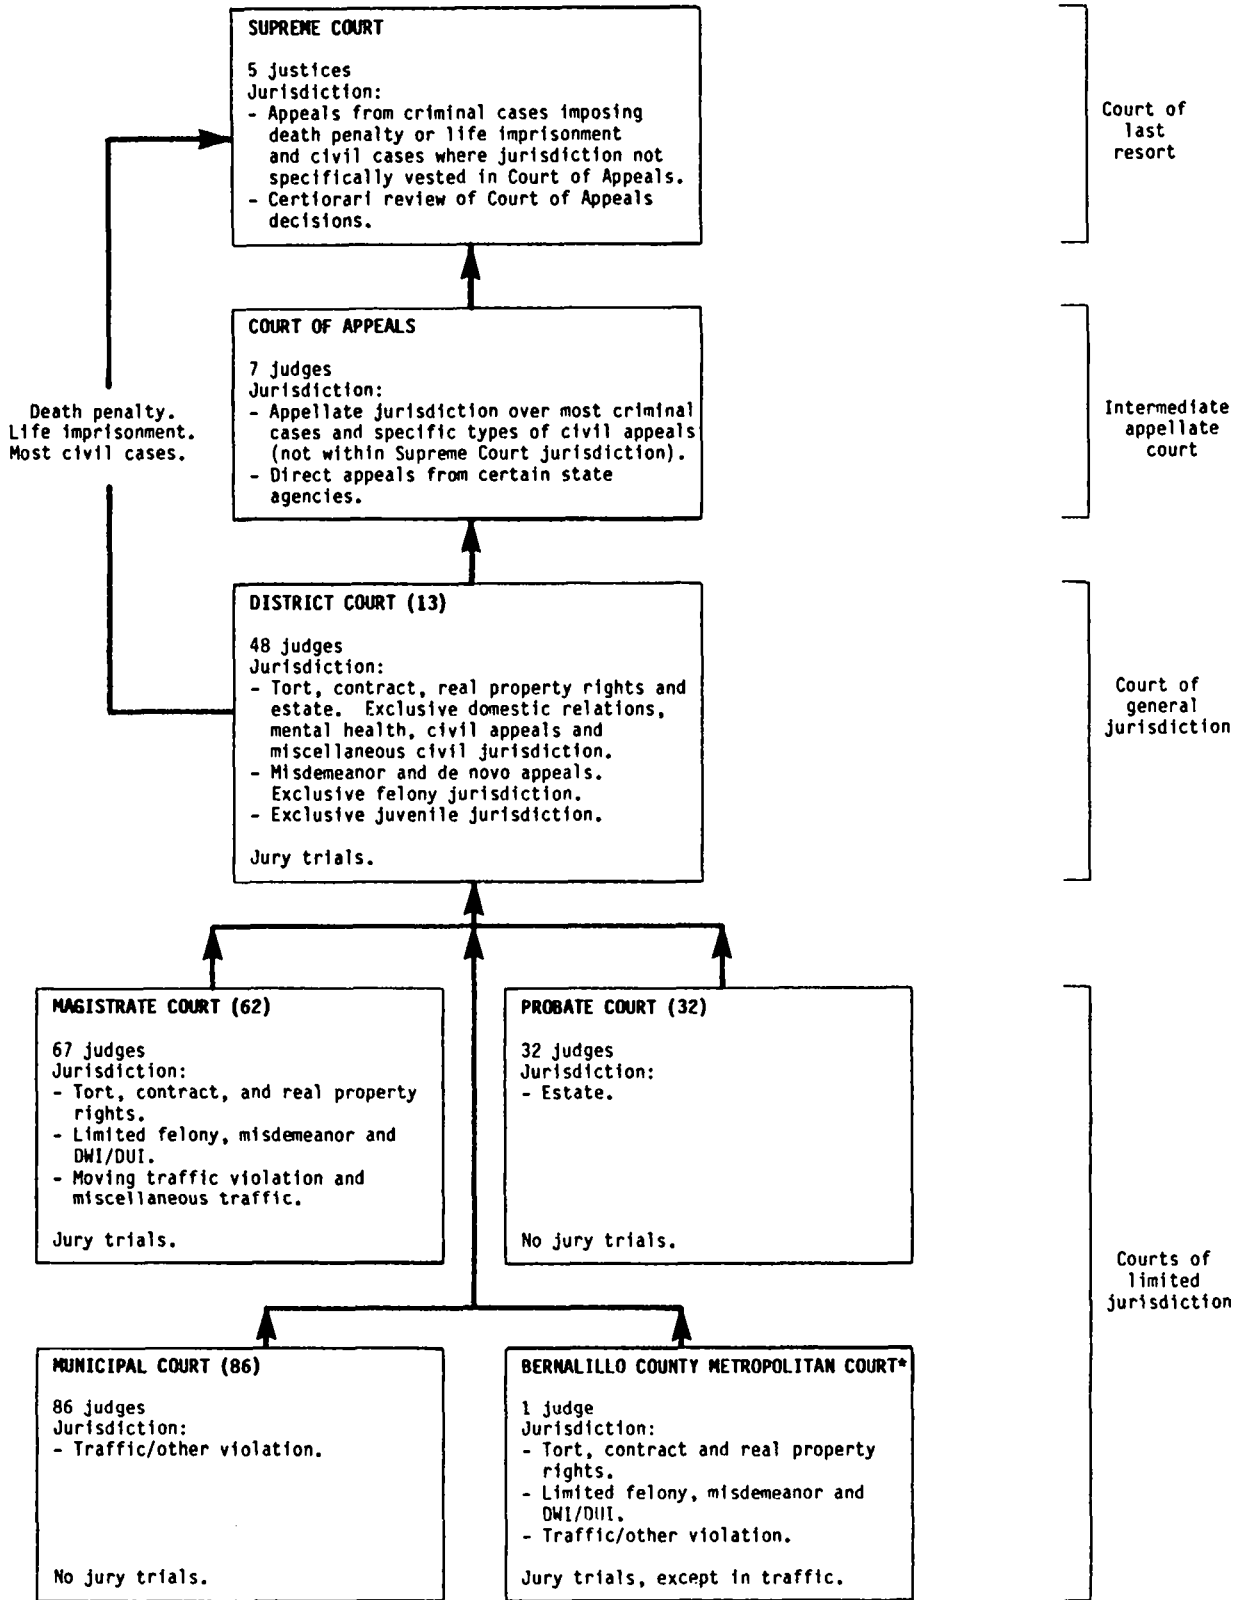 SUPREME COURT
5 justices
Jurisdiction:
- Appeals from criminal cases imposing
death penalty or life imprisonment
and civil cases where jurisdiction not
specifically vested in Court of Appeals.
- Certiorari review of Court of Appeals
decisions.
Court of
last
resort
COURT OF APPEALS
7 judges
Jurisdiction:
- Appellate jurisdiction over most criminal
cases and specific types of civil appeals
(not within Supreme Court jurisdiction).
- Direct appeals from certain state
agencies.
Intermediate
appellate
court
Death penalty.
Life imprisonment.
Most civil cases.
DISTRICT COURT (13)
48 judges
Jurisdiction:
- Tort, contract, real property rights and
estate. Exclusive domestic relations,
mental health, civil appeals and
miscellaneous civil jurisdiction.
- Misdemeanor and de novo appeals.
Exclusive felony jurisdiction.
- Exclusive juvenile jurisdiction.
Jury trials.
Court of
general
jurisdiction
MAGISTRATE COURT (62)
67 judges
Jurisdiction:
- Tort, contract, and real property
rights.
- Limited felony, misdemeanor and
DWI/DUI.
- Moving traffic violation and
miscellaneous traffic.
Jury trials.
PROBATE COURT (32)
32 judges
Jurisdiction:
- Estate.
No jury trials.
Courts of
limited
jurisdiction
MUNICIPAL COURT (86)
86 judges
Jurisdiction:
- Traffic/other violation.
No jury trials.
BERNALILLO COUNTY METROPOLITAN COURT*
1 judge
Jurisdiction:
- Tort, contract and real property
rights.
- Limited felony, misdemeanor and
DWI/DUI.
- Traffic/other violation.
Jury trials, except in traffic.